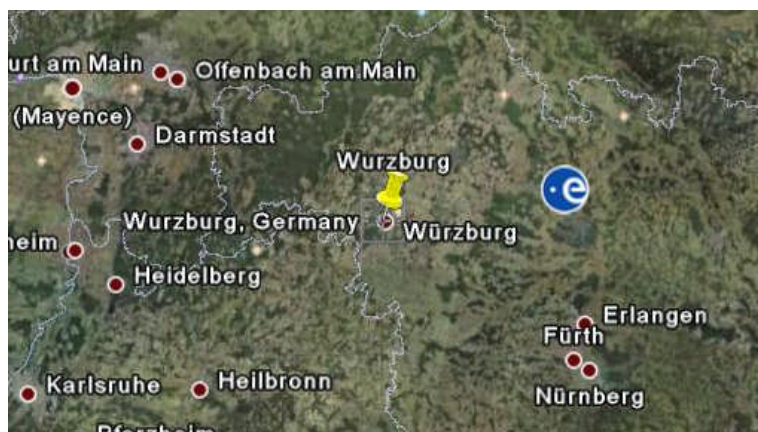 urt am Main
Offenbach am Main
(Mayence)
Darmstadt
Wurzburg
Wurzburg, Germany
Würzburg
e
heim
Heidelberg
Erlangen
Fürth
Karlsruhe
Heilbronn
Nürnberg
Pforzheim